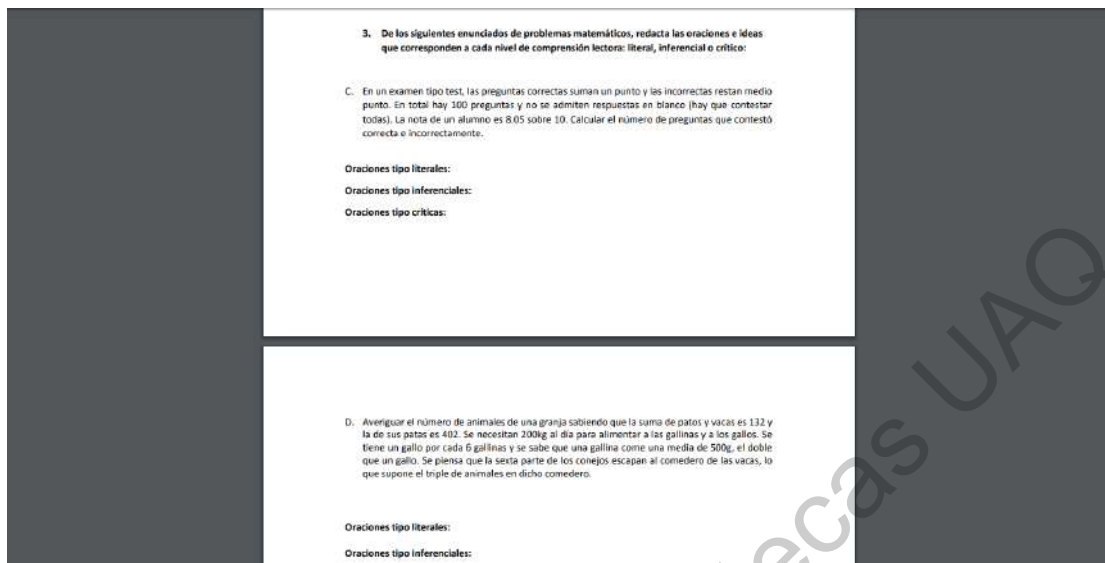 3. De los siguientes enunciados de problemas matemáticos, redacta las oraciones e ideas
que corresponden a cada nivel de comprensión lectora: literal, inferencial o crítico:
C. En un examen tipo test, las preguntas correctas suman un punto y las incorrectas restan medio
punto. En total hay 100 preguntas y no se admiten respuestas en blanco (hay que contestar
todas). La nota de un alumno es 8.05 sobre 10. Calcular el número de preguntas que contestó
correcta e incorrectamente.
Oraciones tipo literales:
Oraciones tipo inferenciales:
Oraciones tipo críticas:
D. Averiguar el número de animales de una granja sabiendo que la suma de patos y vacas es 132 y
la de sus patas es 402. Se necesitan 200kg al día para alimentar a las gallinas y a los gallos. Se
tiene un gallo por cada 6 gallinas y se sabe que una gallina come una media de 500g, el doble
que un gallo. Se piensa que la sexta parte de los conejos escapan al comedero de las vacas, lo
que supone el triple de animales en dicho comedero.
Oraciones tipo literales:
Oraciones tipo inferenciales:
ecas UAQ